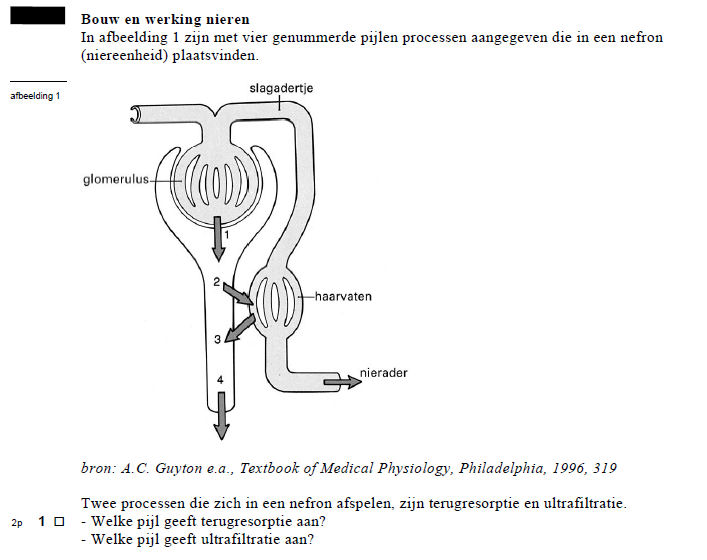 Bouw en werking nieren
In afbeelding 1 zijn met vier genummerde pijlen processen aangegeven die in een nefron
(niereenheid) plaatsvinden.
afbeelding 1
slagadertje
glomerulus
1
2
haarvaten
3
nierader
4
bron: A.C. Guyton e.a., Textbook of Medical Physiology, Philadelphia, 1996, 319
Twee processen die zich in een nefron afspelen, zijn terugresorptie en ultrafiltratie.
2p 1 □ - Welke pijl geeft terugresorptie aan?
- Welke pijl geeft ultrafiltratie aan?